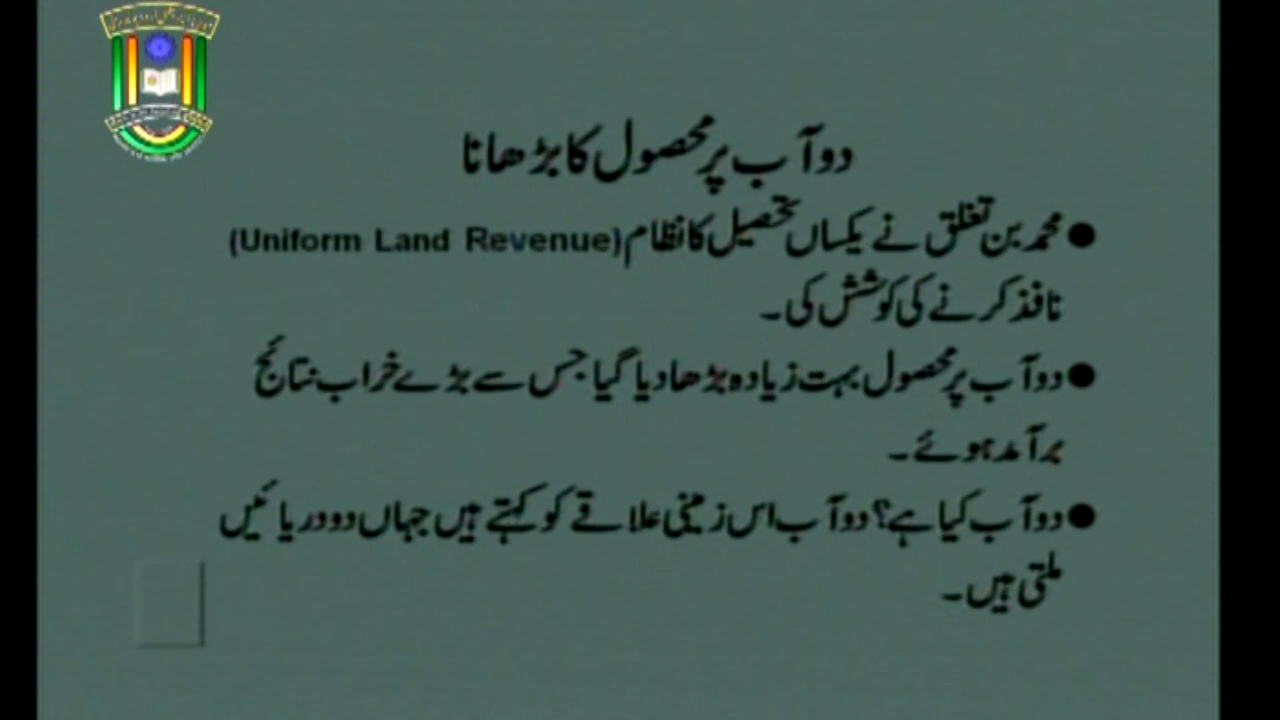 دوآب پر محصول کا بڑھانا
● محمد بن تغلق نے یکساں تحصیل کا نظام (Uniform Land Revenue)
نافذ کرنے کی کوشش کی۔
● دوآب پر محصول بہت زیادہ بڑھا دیا گیا جس سے بڑے خراب نتائج
برآمد ہوئے۔
● دوآب کیا ہے؟ دوآب اس زمینی علاقے کو کہتے ہیں جہاں دو دریائیں
ملتی ہیں۔